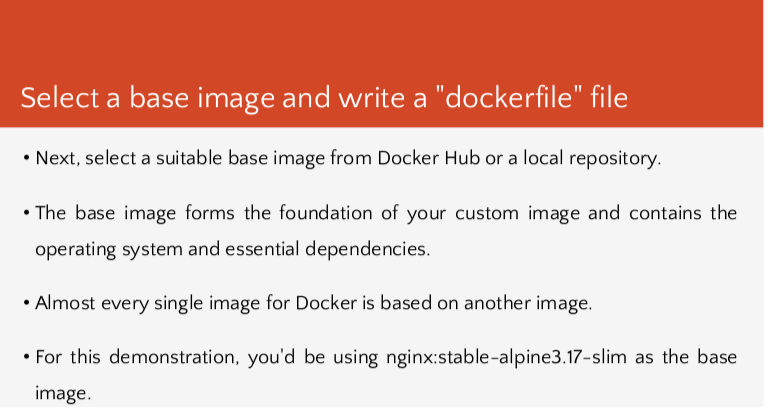 Select a base image and write a "dockerfile" file
• Next, select a suitable base image from Docker Hub or a local repository.
• The base image forms the foundation of your custom image and contains the
operating system and essential dependencies.
• Almost every single image for Docker is based on another image.
• For this demonstration, you'd be using nginx:stable-alpine3.17-slim as the base
image.